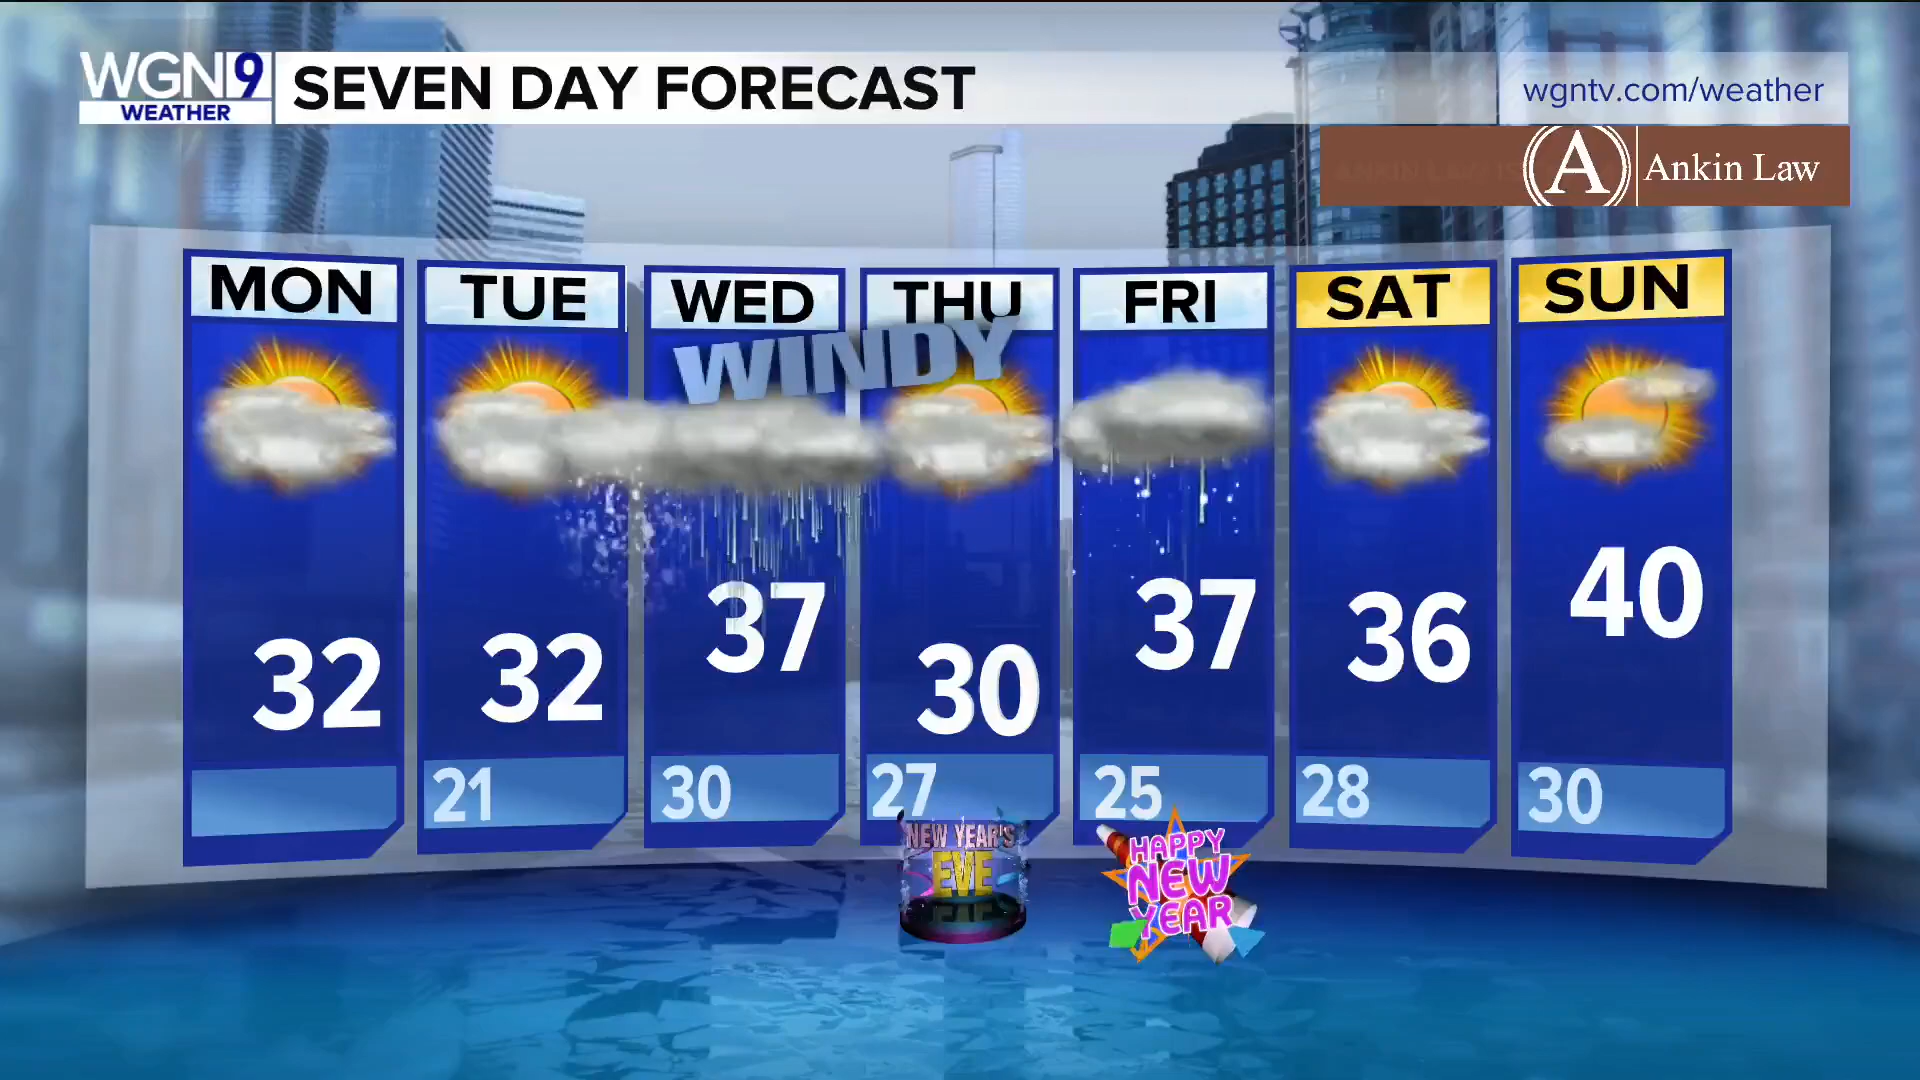 WGN9
WEATHER
SEVEN DAY FORECAST
wgntv.com/weather
A
Ankin Law
MON
TUE
WED
THU
FRI
SAT
SUN
WINDY
32
32
37
30
37
36
40
21
30
27
25
28
30
NEW YEAR'S
EVE
HAPPY
NEW
YEAR